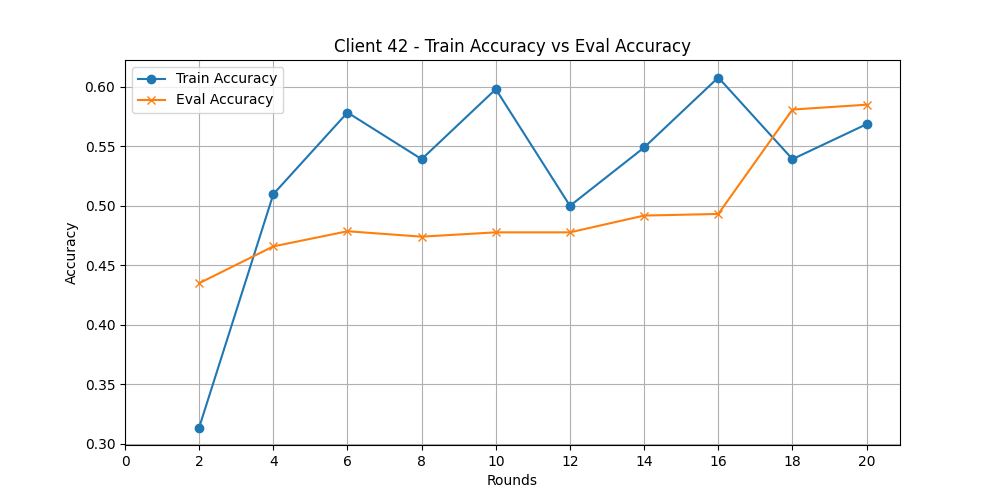 Client 42 - Train Accuracy vs Eval Accuracy
Train Accuracy
Eval Accuracy
0.60
0.55
0.50
0.45
0.40
0.35
0.30
Accuracy
0 2 4 6 8 10 12 14 16 18 20
Rounds